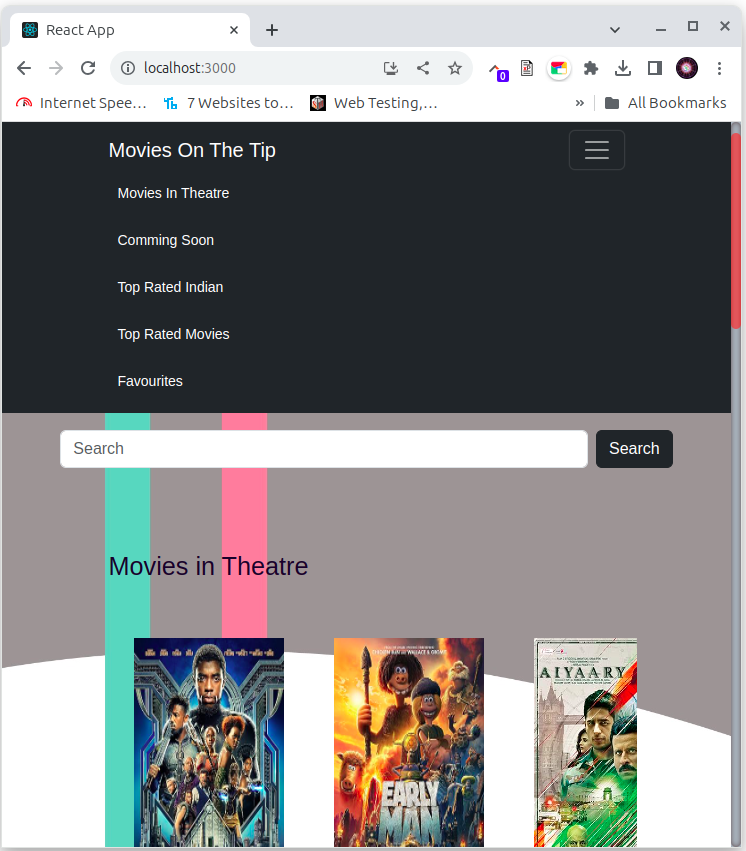 React App
localhost:3000
0
Internet Spee...
7 Websites to...
Web Testing,...
»
All Bookmarks
Movies On The Tip
Movies In Theatre
Comming Soon
Top Rated Indian
Top Rated Movies
Favourites
Search
Search
Movies in Theatre
AIYAARY
EARLY
MAN